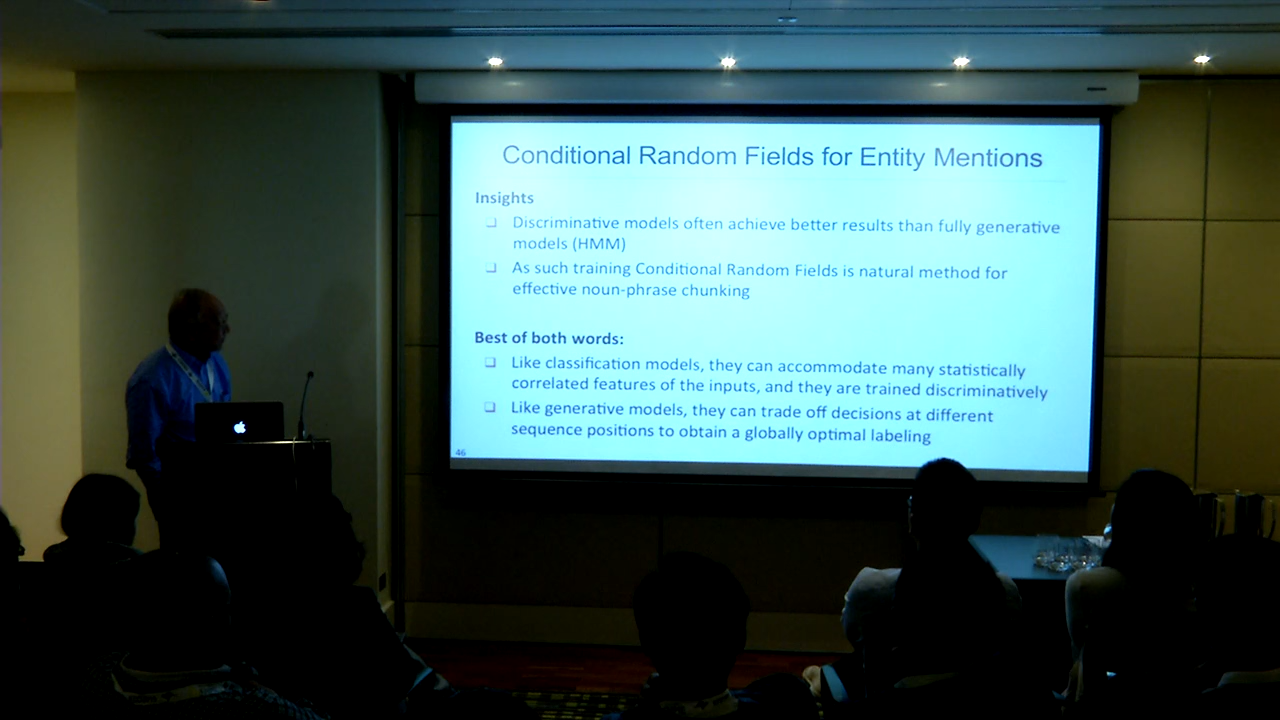 Conditional Random Fields for Entity Mentions
Insights
Discriminative models often achieve better results than fully generative
models (HMM)
As such training Conditional Random Fields is natural method for
effective noun-phrase chunking
Best of both words:
Like classification models, they can accommodate many statistically
correlated features of the inputs, and they are trained discriminatively
Like generative models, they can trade off decisions at different
sequence positions to obtain a globally optimal labeling
46